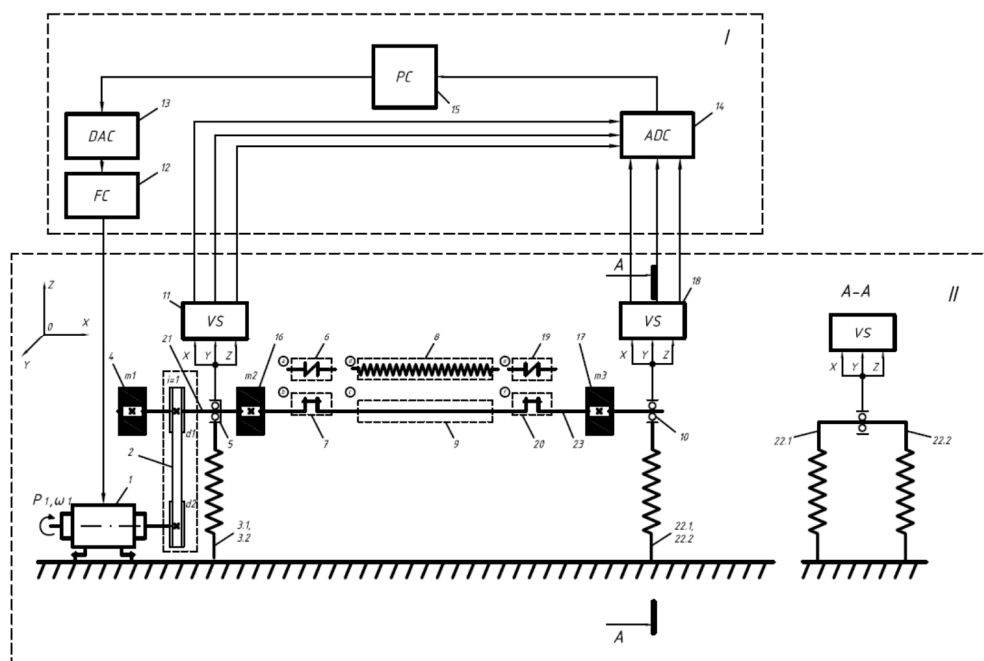 I
PC
15
13
DAC
14
ADC
12
FC
A
A-A
II
Z
0
X
Y
11
VS
18
VS
VS
X Y Z
X Y Z
X Y Z
4
m1
21
i=1
16
m2
6
8
19
17
m3
d1
5
7
9
20
23
10
22.1
22.2
2
1
P1,ω1
d2
3.1,
3.2
22.1,
22.2
A